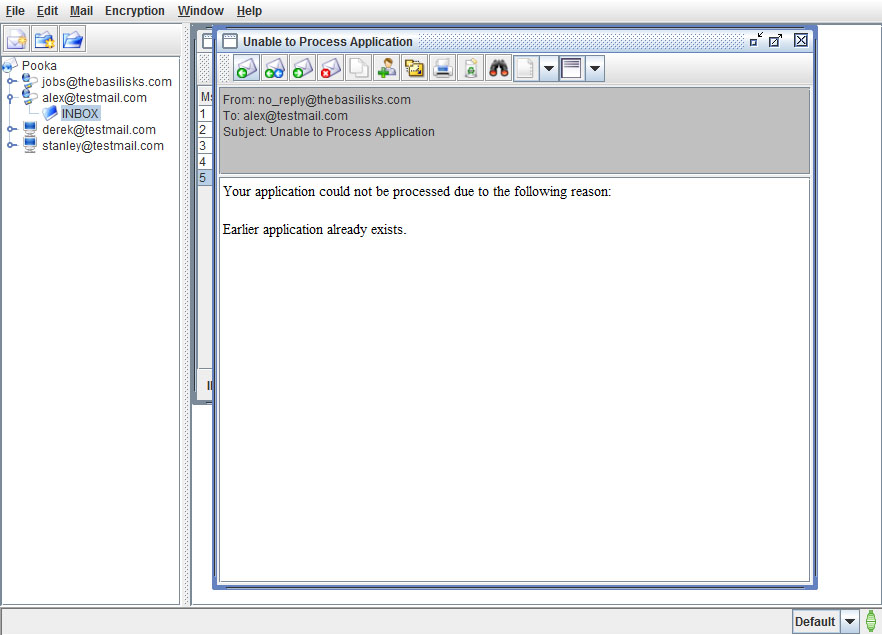 File Edit Mail Encryption Window Help
Unable to Process Application
Pooka
jobs@thebasilisks.com
alex@testmail.com
INBOX
derek@testmail.com
stanley@testmail.com
1
2
3
4
5
From: no_reply@thebasilisks.com
To: alex@testmail.com
Subject: Unable to Process Application
Your application could not be processed due to the following reason:
Earlier application already exists.
Default